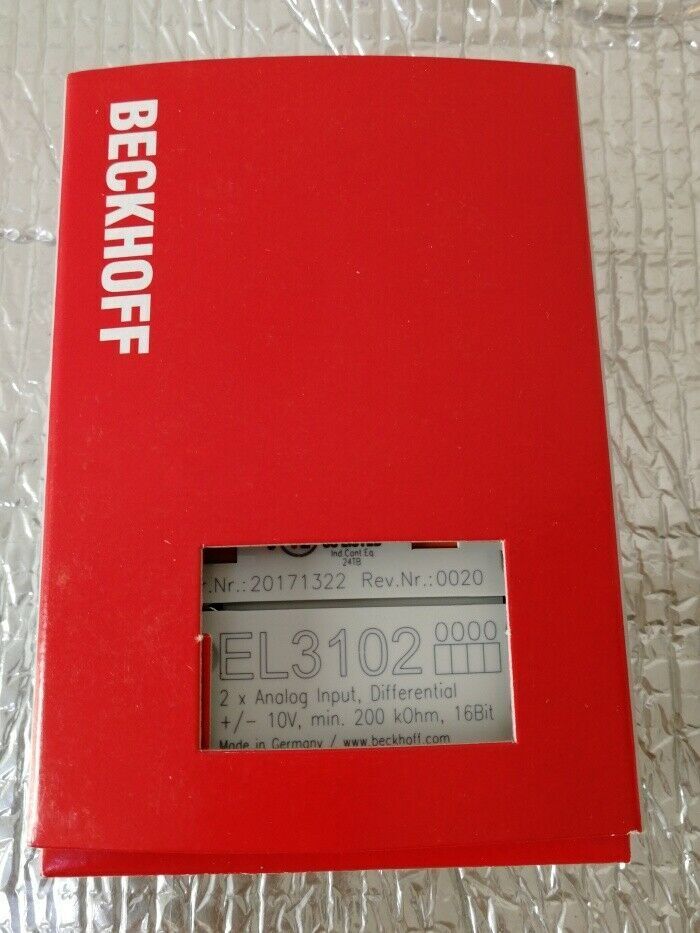 BECKHOFF
Ind.Cont.Eq.
24TB
r.Nr.: 20171322 Rev.Nr.:0020
EL3102 0000
2 x Analog Input, Differential
+/- 10V, min. 200 kOhm, 16Bit
Made in Germany / www.beckhoff.com